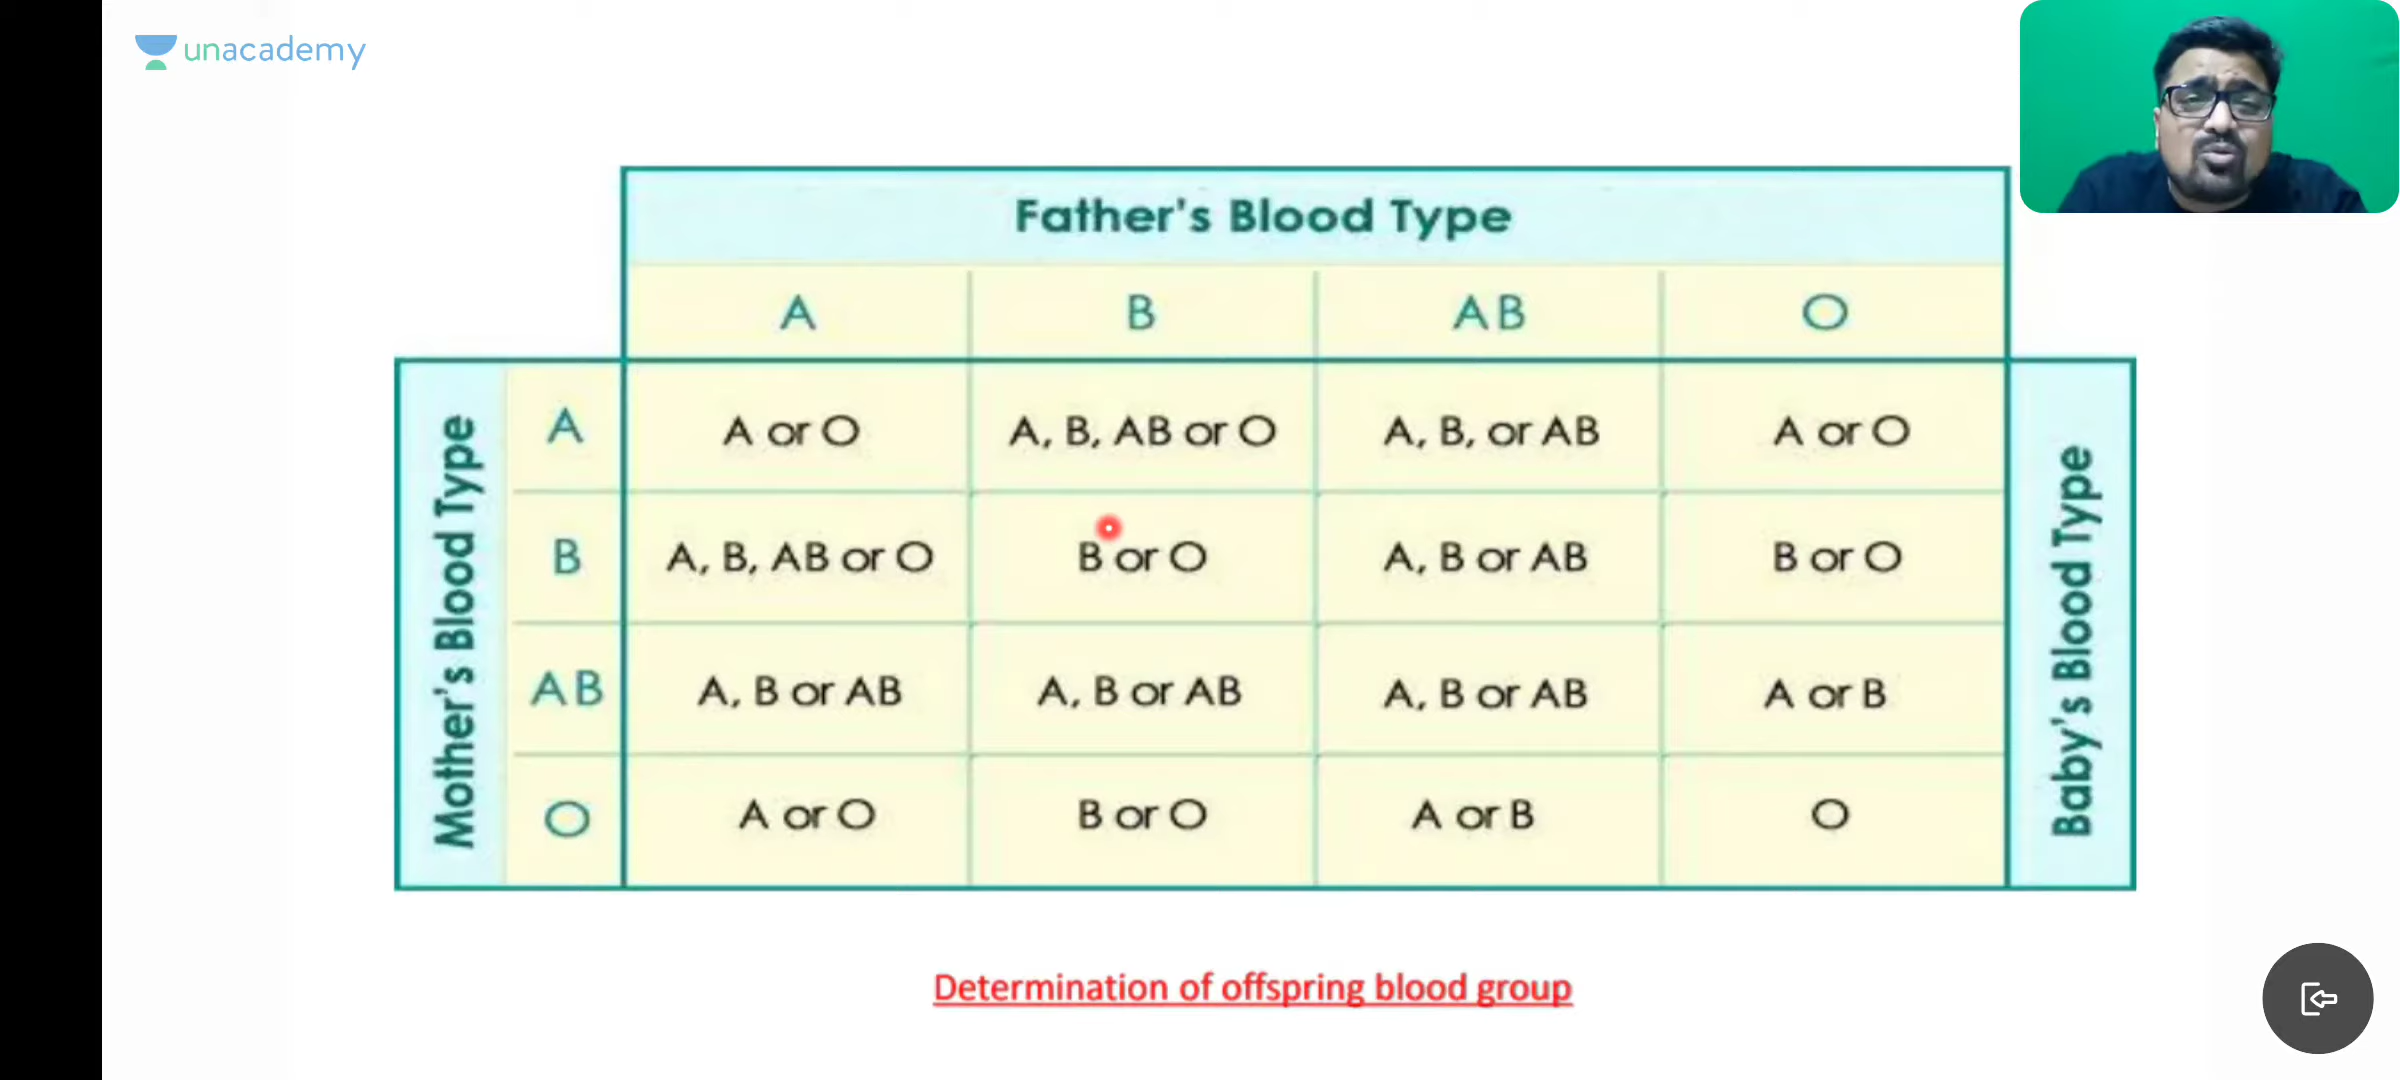 unacademy
Father's Blood Type
A B AB O
Mother's Blood Type
A A or O A, B, AB or O A, B, or AB A or O
B A, B, AB or O B or O A, B or AB B or O
AB A, B or AB A, B or AB A, B or AB A or B
O A or O B or O A or B O
Baby's Blood Type
Determination of offspring blood group